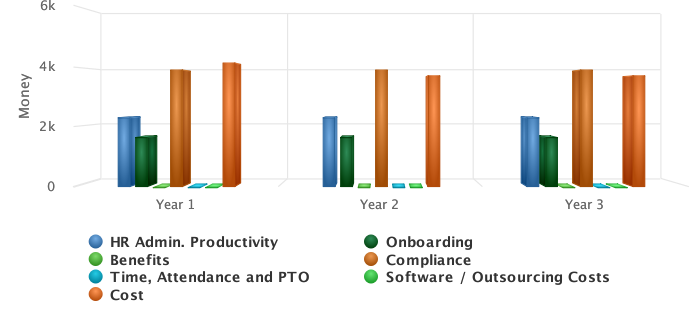 6k
4k
2k
0
Money
Year 1 Year 2 Year 3
HR Admin. Productivity Onboarding
Benefits Compliance
Time, Attendance and PTO Software / Outsourcing Costs
Cost